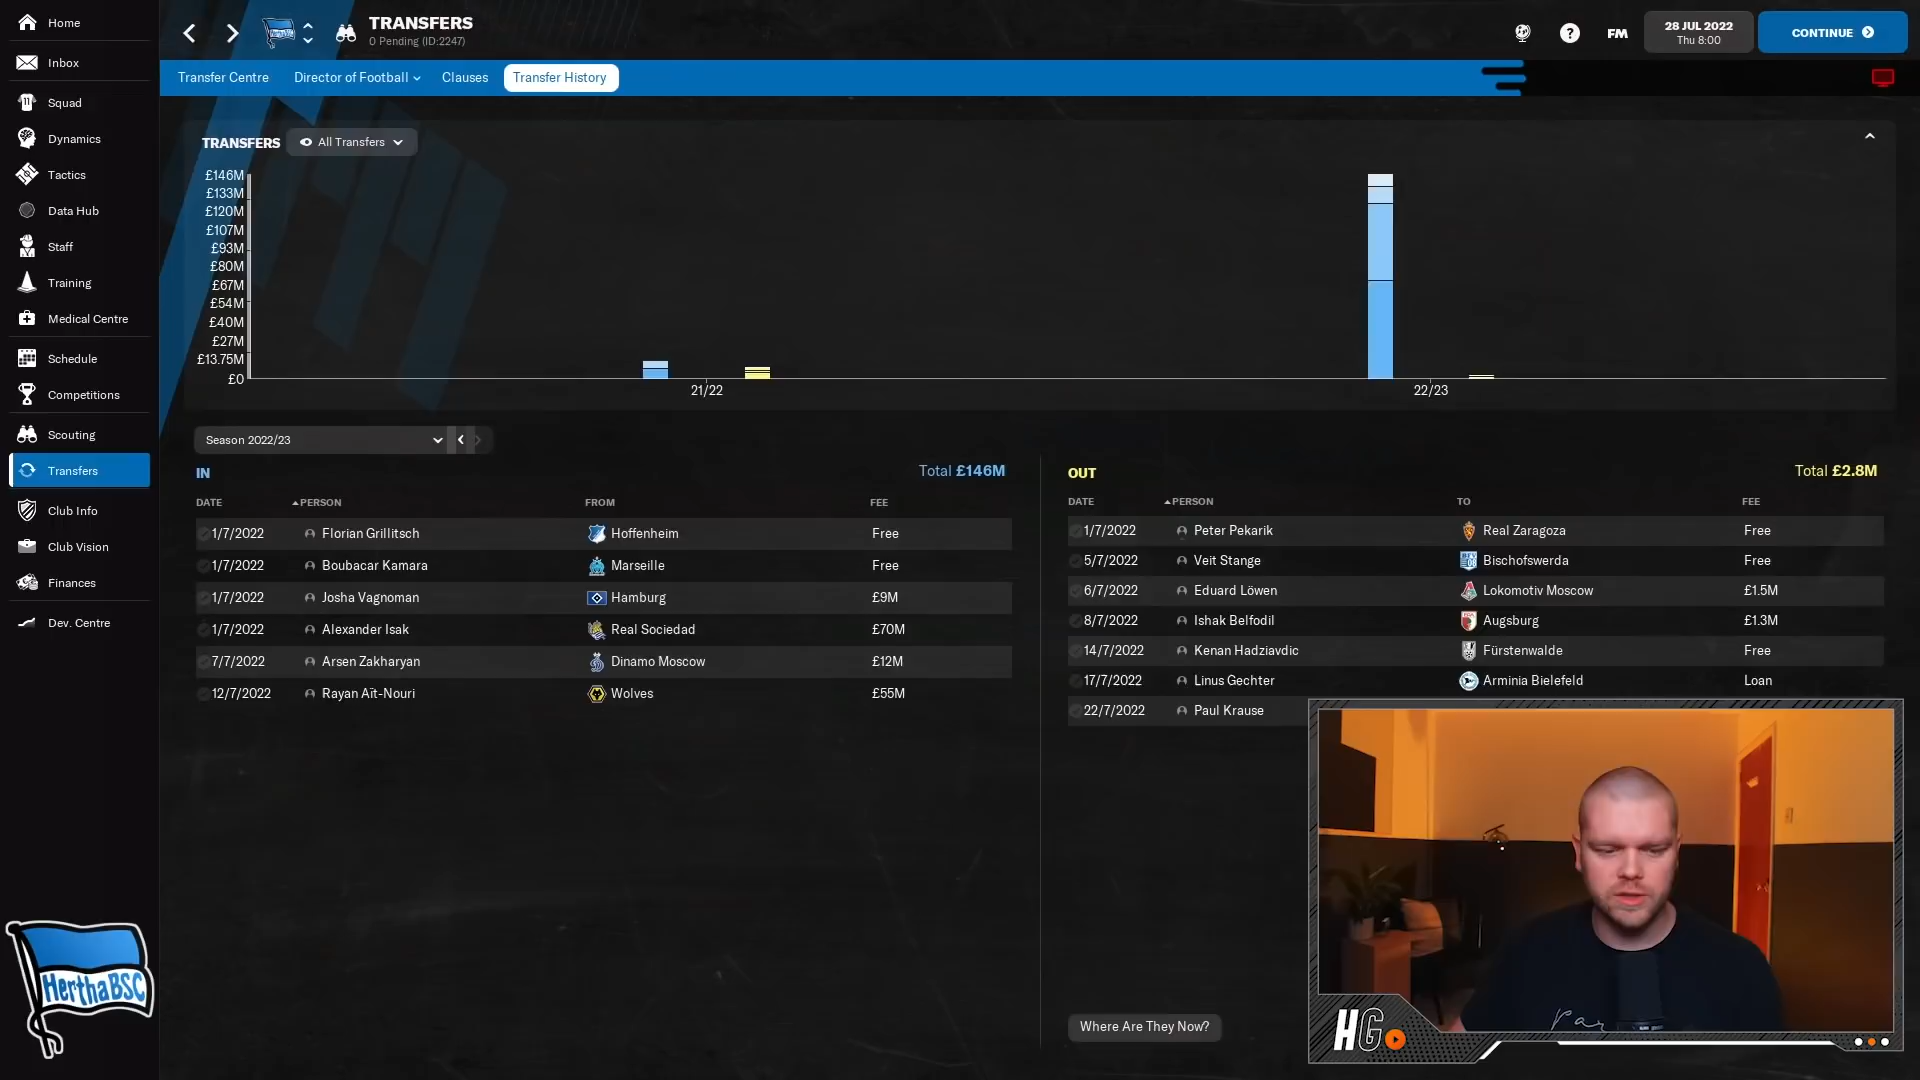 Home
Inbox
Squad
Dynamics
Tactics
Data Hub
Staff
Training
Medical Centre
Schedule
Competitions
Scouting
Transfers
Club Info
Club Vision
Finances
Dev. Centre
HerthaBSC
TRANSFERS
0 Pending (ID:2247)
FM
28 JUL 2022
Thu 8:00
CONTINUE
Transfer Centre Director of Football Clauses Transfer History
TRANSFERS All Transfers
£146M
£133M
£120M
£107M
£93M
£80M
£67M
£54M
£40M
£27M
£13.75M
£0
21/22 22/23
Season 2022/23
IN Total £146M
DATE PERSON FROM FEE
1/7/2022 Florian Grillitsch Hoffenheim Free
1/7/2022 Boubacar Kamara Marseille Free
1/7/2022 Josha Vagnoman Hamburg £9M
1/7/2022 Alexander Isak Real Sociedad £70M
7/7/2022 Arsen Zakharyan Dinamo Moscow £12M
12/7/2022 Rayan Aït-Nouri Wolves £55M
OUT Total £2.8M
DATE PERSON TO FEE
1/7/2022 Peter Pekarik Real Zaragoza Free
5/7/2022 Veit Stange Bischofswerda Free
6/7/2022 Eduard Löwen Lokomotiv Moscow £1.5M
8/7/2022 Ishak Belfodil Augsburg £1.3M
14/7/2022 Kenan Hadziavdic Fürstenwalde Free
17/7/2022 Linus Gechter Arminia Bielefeld Loan
22/7/2022 Paul Krause
Where Are They Now?
HG